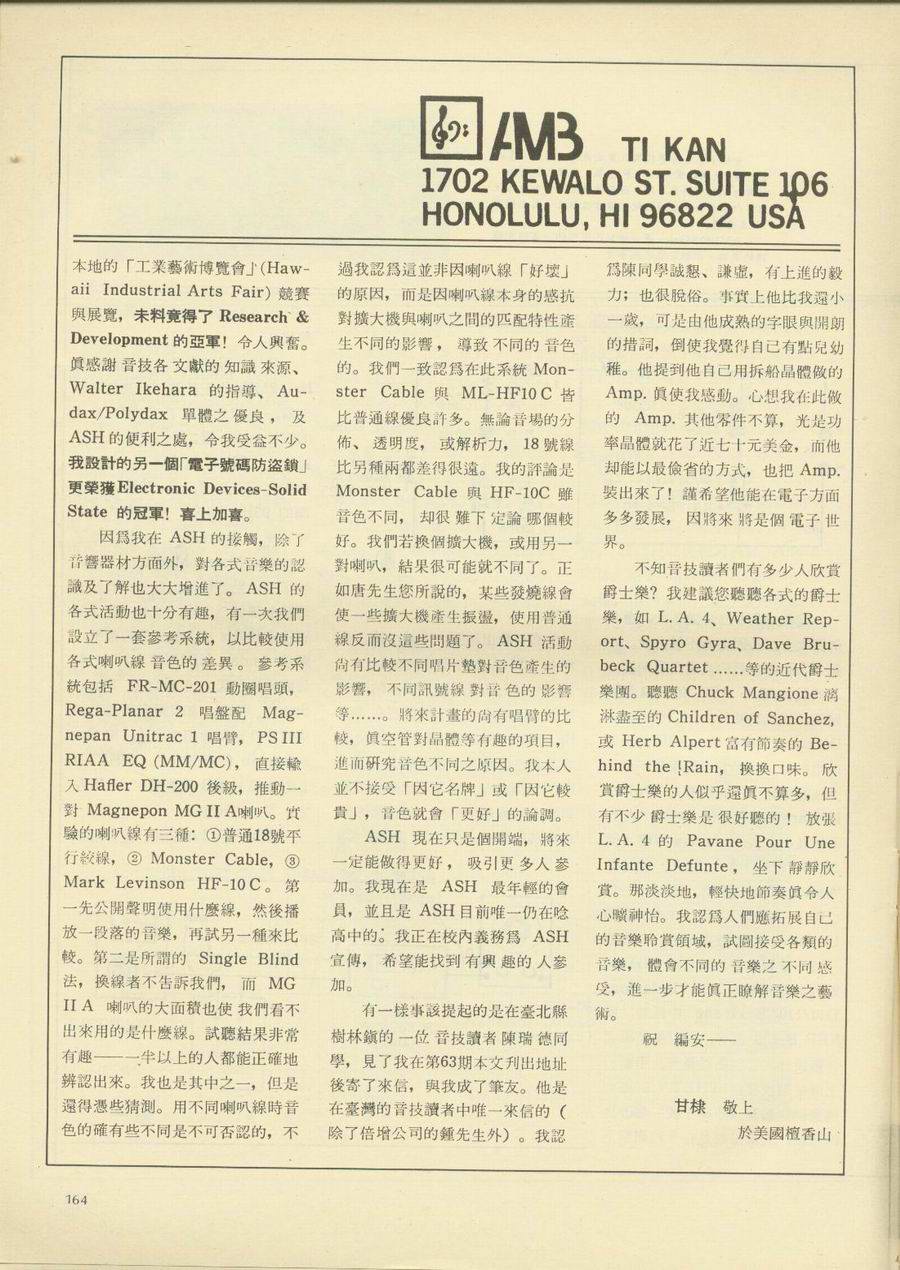 AMB TI KAN
1702 KEWALO ST. SUITE 106
HONOLULU, HI 96822 USA
本地的「工業藝術博覽會」(Haw-
aii Industrial Arts Fair) 競賽
與展覽，未料竟得了 Research &
Development 的亞軍！令人興奮。
眞感謝 音技各 文獻的 知識 來源、
Walter Ikehara 的指導、Au-
dax/Polydax 單體之 優良 ， 及
ASH 的便利之處，令我受益不少。
我設計的另一個「電子號碼防盜鎖」
更榮獲 Electronic Devices-Solid
State 的冠軍！喜上加喜。
因爲我在 ASH 的接觸，除了
音響器材方面外，對各式音樂的認
識及了解也大大增進了。 ASH 的
各式活動也十分有趣，有一次我們
設立了一套參考系統，以比較使用
各式喇叭線 音色的 差異 。參考系
統包括 FR-MC-201 動圈唱頭，
Rega-Planar 2 唱盤配 Mag-
nepan Unitrac 1 唱臂， PS III
RIAA EQ (MM/MC)， 直接輸
入 Hafler DH-200 後級，推動一
對 Magnepon MG II A喇叭。實
驗的喇叭線有三種：①普通18號平
行絞線，② Monster Cable, ③
Mark Levinson HF-10 C 。 第
一先公開聲明使用什麼線，然後播
放一段落的音樂，再試另一種來比
較。第二是所謂的 Single Blind
法，換線者不告訴我們， 而 MG
II A 喇叭的大面積也使 我們看不
出來用的是什麼線。試聽結果非常
有趣——一半以上的人都能正確地
辨認出來。我也是其中之一，但是
還得憑些猜測。用不同喇叭線時音
色的確有些不同是不可否認的，不
過我認爲這並非因喇叭線「好壞」
的原因，而是因喇叭線本身的感抗
對擴大機與喇叭之間的匹配特性產
生不同的影響 ， 導致 不同的 音色
的。我們一致認爲在此系統 Mon-
ster Cable 與 ML-HF10 C 皆
比普通線優良許多。無論音場的分
佈、 透明度， 或解析力， 18 號線
比另種兩都差得很遠。我的評論是
Monster Cable 與 HF-10C 雖
音色不同， 却很 難下 定論 哪個較
好。我們若換個擴大機，或用另一
對喇叭，結果很可能就不同了。正
如唐先生您所說的，某些發燒線會
使一些擴大機產生振盪，使用普通
線反而沒這些問題了。 ASH 活動
尙有比較不同唱片墊對音色產生的
影響， 不同訊號線 對音 色的 影響
等……。將來計畫的尙有唱臂的比
較，眞空管對晶體等有趣的項目，
進而研究音色不同之原因。我本人
並不接受「因它名牌」或「因它較
貴」，音色就會「更好」的論調。
ASH 現在只是個開端，將來
一定能做得更好 ， 吸引更 多人 參
加。我現在是 ASH 最年輕的會
員，並且是 ASH 目前唯一仍在唸
高中的。我正在校內義務爲 ASH
宣傳， 希望能找到 有興 趣的 人參
加。
有一樣事該提起的是在臺北縣
樹林鎭的 一位 音技讀者 陳瑞 德同
學，見了我在第63期本文刊出地址
後寄了來信，與我成了筆友。他是
在臺灣的音技讀者中唯一來信的（
除了倍增公司的鍾先生外）。我認
爲陳同學誠懇、謙虛，有上進的毅
力；也很脫俗。事實上他比我還小
一歲，可是由他成熟的字眼與開朗
的措詞，倒使我覺得自己有點兒幼
稚。他提到他自己用拆船晶體做的
Amp. 眞使我感動。心想我在此做
的 Amp. 其他零件不算，光是功
率晶體就花了近七十元美金，而他
却能以最儉省的方式，也把 Amp.
裝出來了！謹希望他能在電子方面
多多發展， 因將來 將是個 電子 世
界。
不知音技讀者們有多少人欣賞
爵士樂？我建議您聽聽各式的爵士
樂，如 L. A. 4、Weather Rep-
ort、Spyro Gyra、Dave Bru-
beck Quartet ……等的近代爵士
樂團。聽聽 Chuck Mangione 淌
淋盡至的 Children of Sanchez,
或 Herb Alpert 富有節奏的 Be-
hind the Rain， 換換口味。 欣
賞爵士樂的人似乎還眞不算多，但
有不少 爵士樂是 很好聽的！ 放張
L. A. 4 的 Pavane Pour Une
Infante Defunte ， 坐下 靜靜欣
賞。那淡淡地，輕快地節奏眞令人
心曠神怡。我認爲人們應拓展自己
的音樂聆賞領域，試圖接受各類的
音樂， 體會不同的 音樂之 不同 感
受，進一步才能眞正瞭解音樂之藝
術。
祝 編安——
甘棣 敬上
於美國檀香山
164